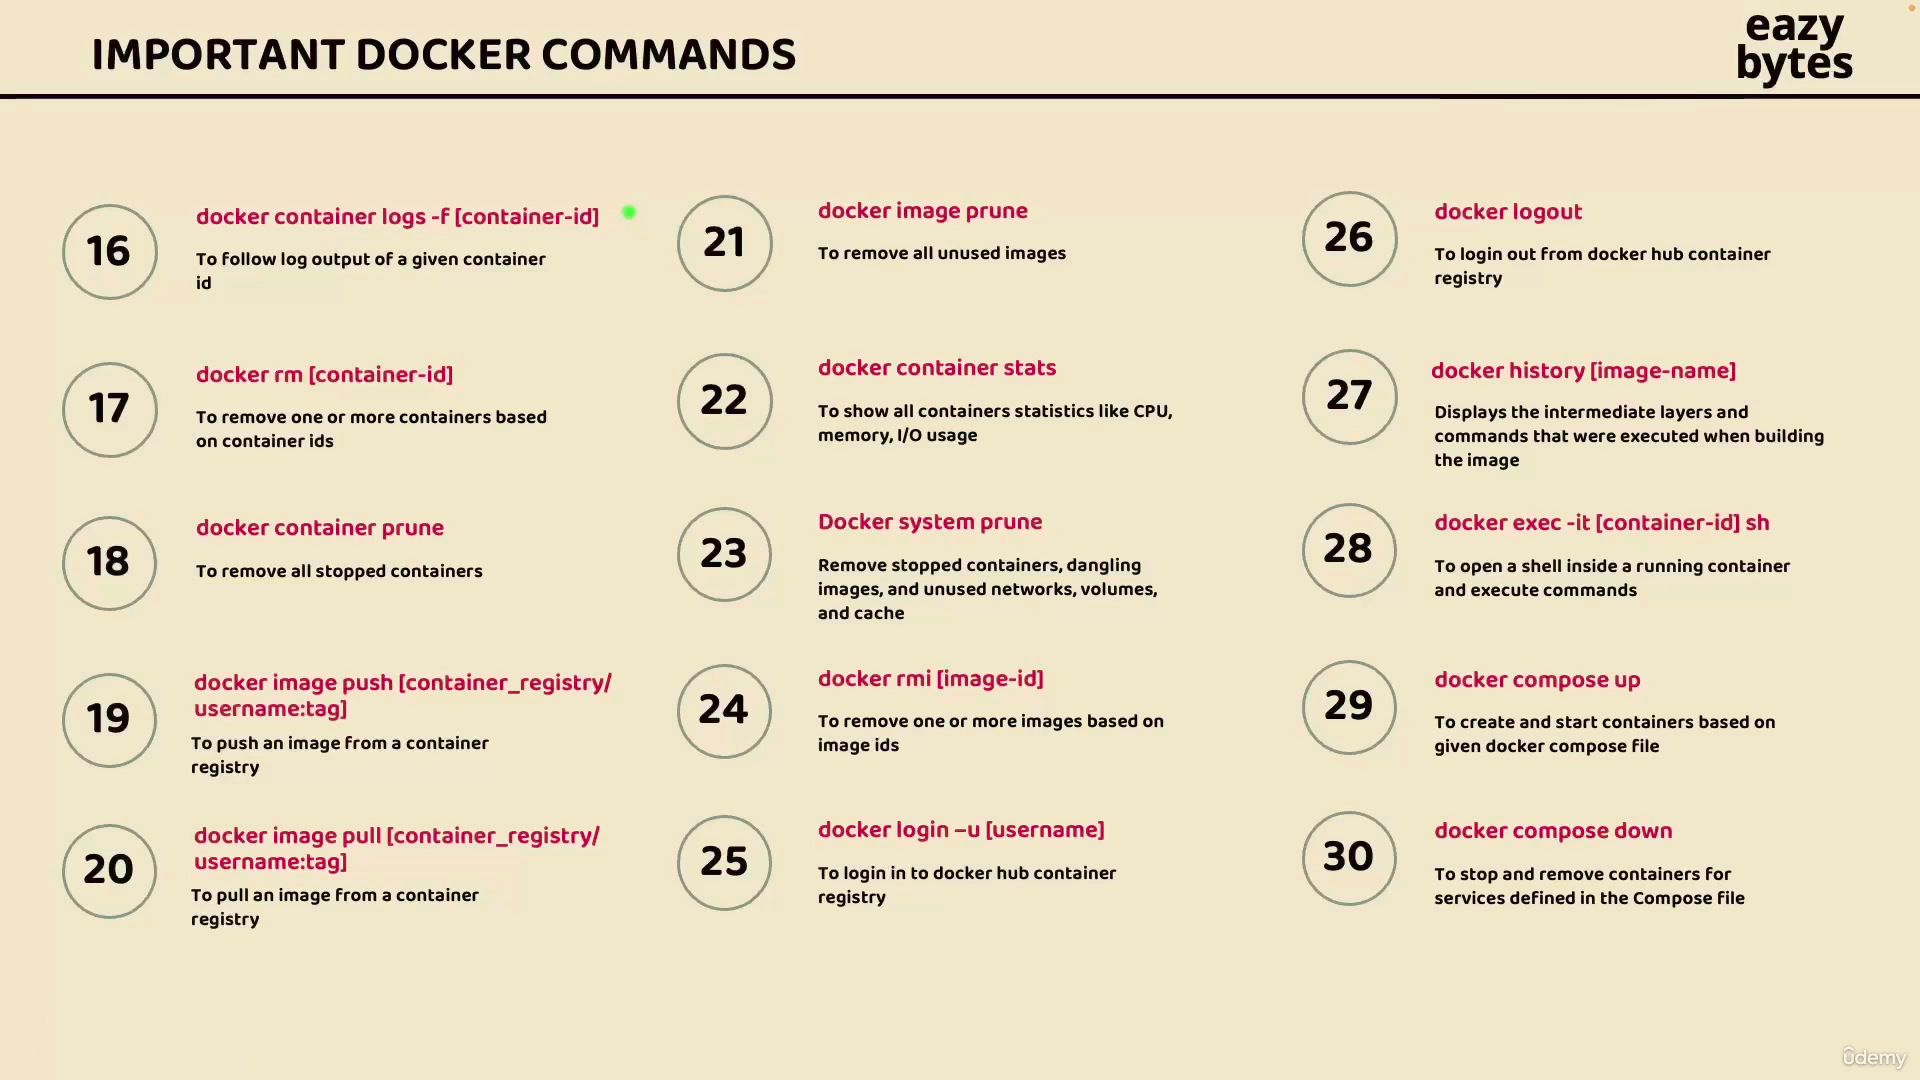 IMPORTANT DOCKER COMMANDS
eazy
bytes
16
docker container logs -f [container-id]
To follow log output of a given container
id
17
docker rm [container-id]
To remove one or more containers based
on container ids
18
docker container prune
To remove all stopped containers
19
docker image push [container_registry/
username:tag]
To push an image from a container
registry
20
docker image pull [container_registry/
username:tag]
To pull an image from a container
registry
21
docker image prune
To remove all unused images
22
docker container stats
To show all containers statistics like CPU,
memory, I/O usage
23
Docker system prune
Remove stopped containers, dangling
images, and unused networks, volumes,
and cache
24
docker rmi [image-id]
To remove one or more images based on
image ids
25
docker login –u [username]
To login in to docker hub container
registry
26
docker logout
To login out from docker hub container
registry
27
docker history [image-name]
Displays the intermediate layers and
commands that were executed when building
the image
28
docker exec -it [container-id] sh
To open a shell inside a running container
and execute commands
29
docker compose up
To create and start containers based on
given docker compose file
30
docker compose down
To stop and remove containers for
services defined in the Compose file
ûdemy